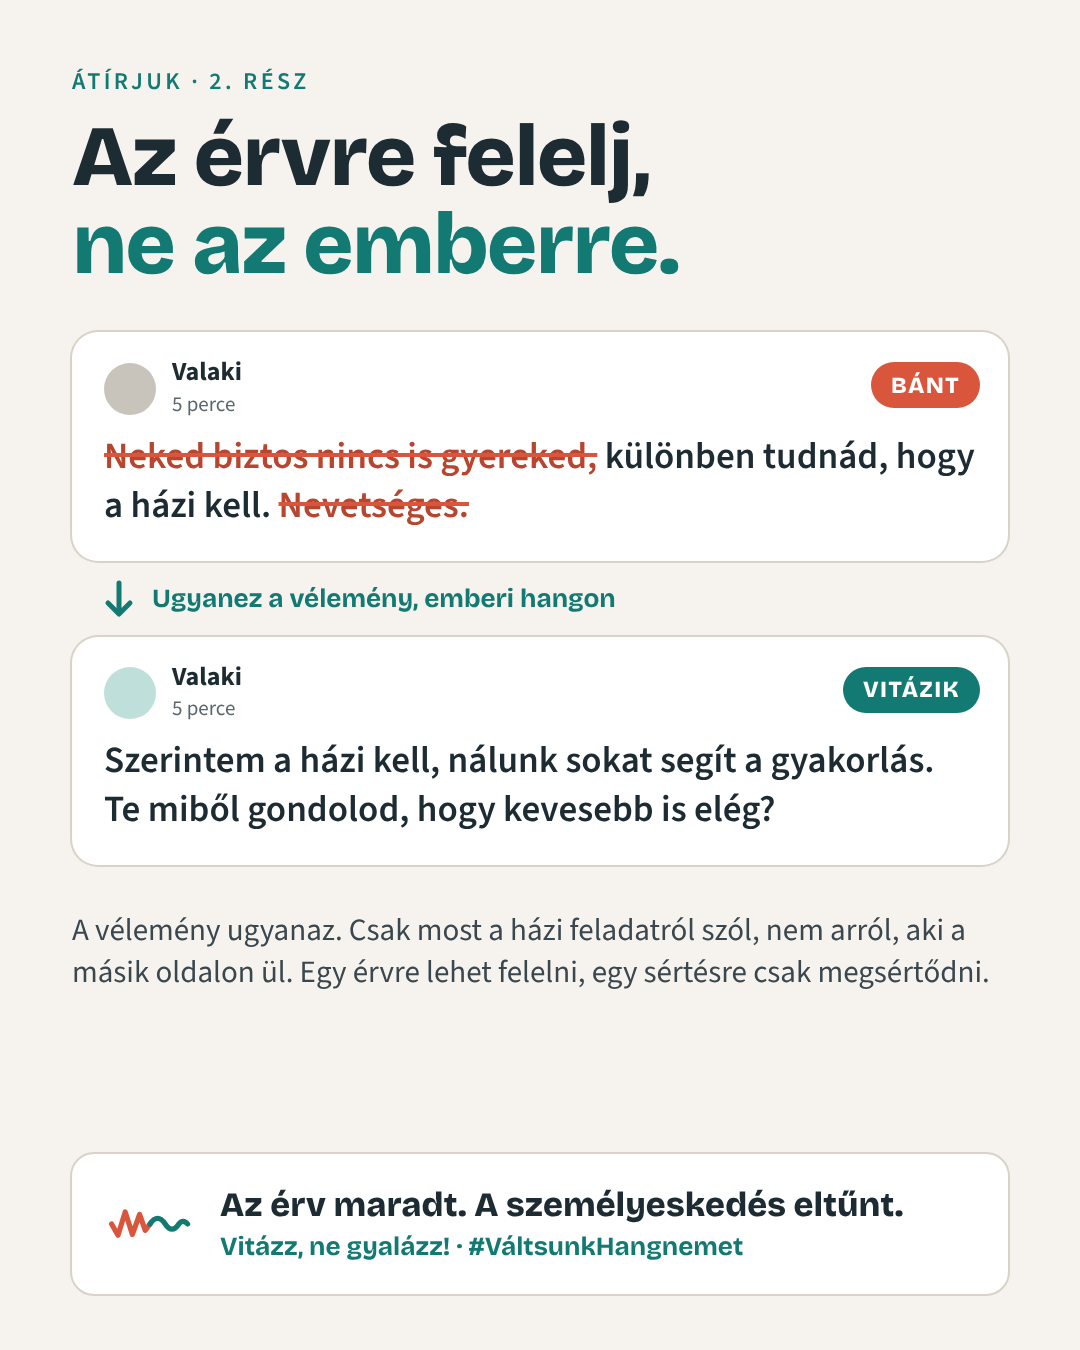 ÁTÍRJUK · 2. RÉSZ
Az érvre felelj,
ne az emberre.
Valaki
5 perce
BÁNT
Neked biztos nincs is gyereked, különben tudnád, hogy
a házi kell. Nevetséges.
Ugyanez a vélemény, emberi hangon
Valaki
5 perce
VITÁZIK
Szerintem a házi kell, nálunk sokat segít a gyakorlás.
Te miből gondolod, hogy kevesebb is elég?
A vélemény ugyanaz. Csak most a házi feladatról szól, nem arról, aki a
másik oldalon ül. Egy érvre lehet felelni, egy sértésre csak megsértődni.
Az érv maradt. A személyeskedés eltűnt.
Vitázz, ne gyalázz! · #VáltsunkHangnemet